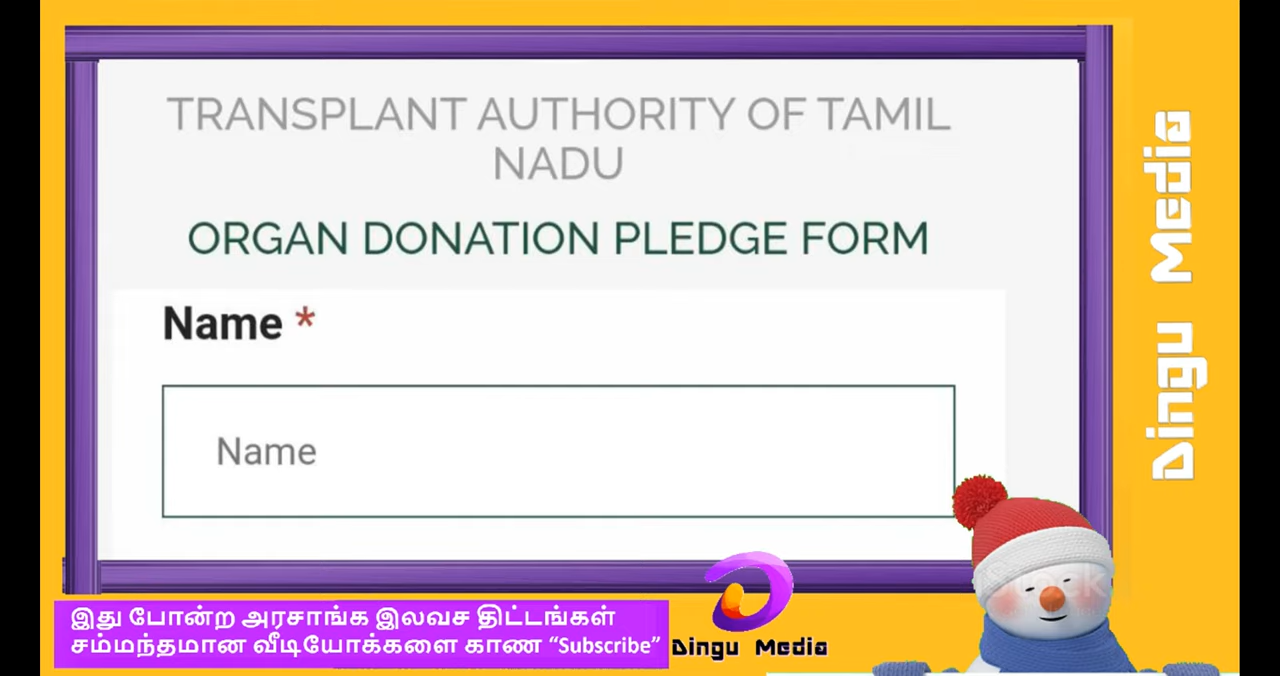 TRANSPLANT AUTHORITY OF TAMIL
NADU
ORGAN DONATION PLEDGE FORM
Name *
Name
Dingu Media
இது போன்ற அரசாங்க இலவச திட்டங்கள்
சம்மந்தமான வீடியோக்களை காண “Subscribe”
Dingu Media